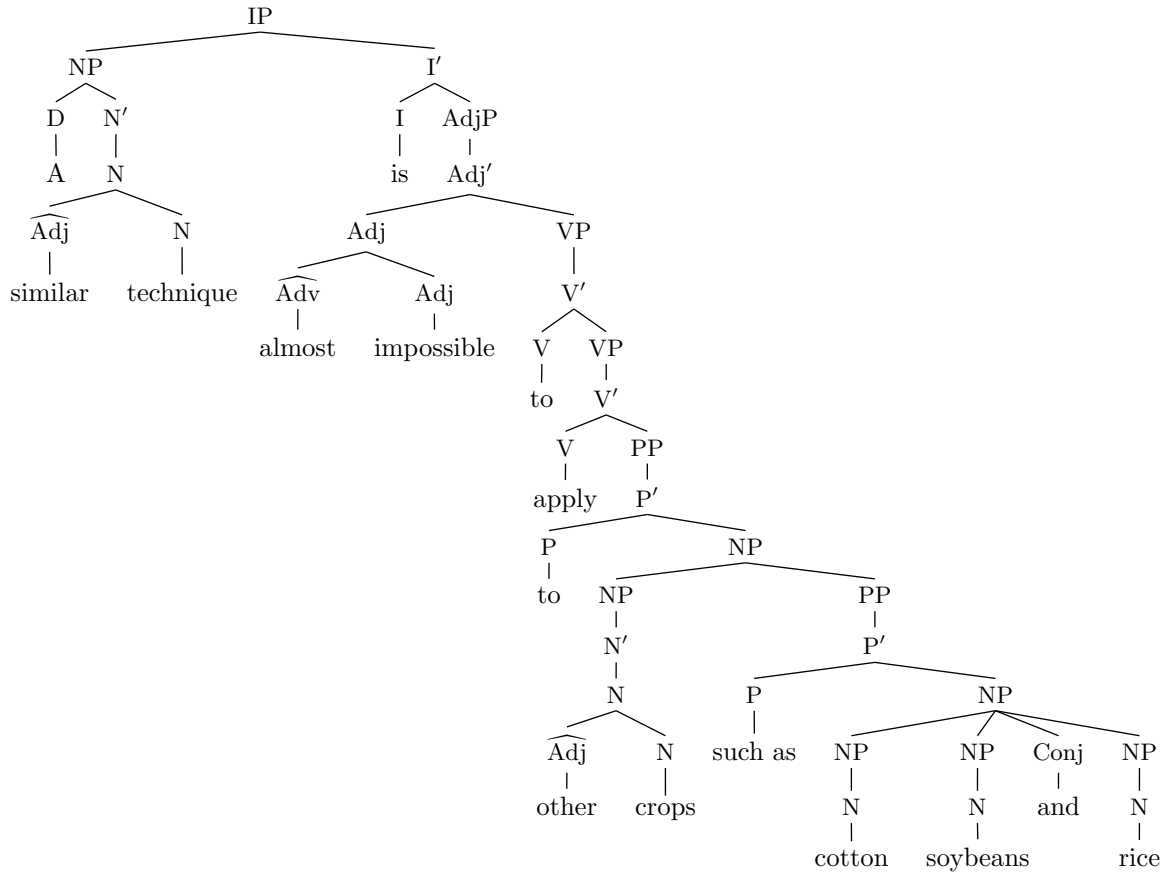 IP
NP I′
D N′ I AdjP
A N is Adj′
Adj N Adj VP
similar technique Adv Adj V′
almost impossible V VP
to V′
V PP
apply P′
P NP
to NP PP
N′ P′
N P NP
Adj N such as NP NP Conj NP
other crops N N and N
cotton soybeans rice